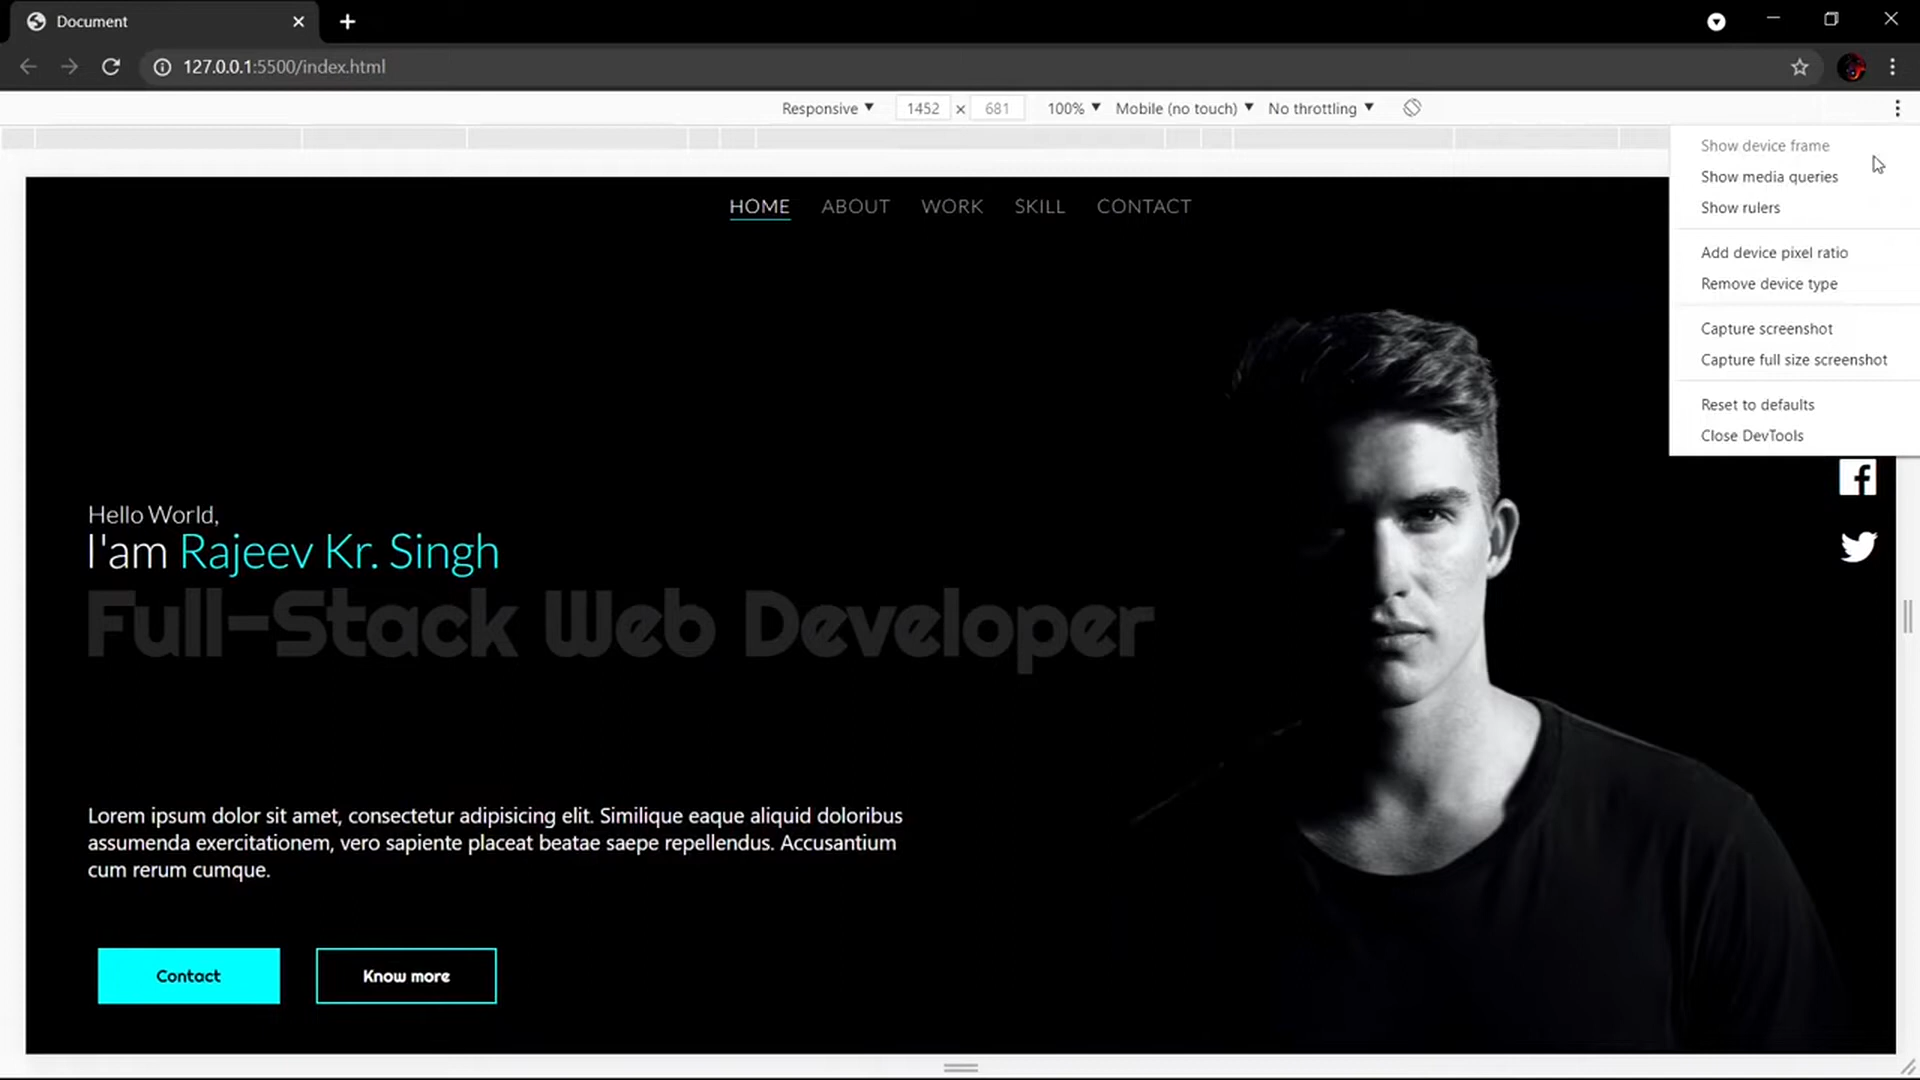 Document
127.0.0.1:5500/index.html
Responsive 1452 × 681 100% Mobile (no touch) No throttling
Show device frame
Show media queries
Show rulers
Add device pixel ratio
Remove device type
Capture screenshot
Capture full size screenshot
Reset to defaults
Close DevTools
HOME ABOUT WORK SKILL CONTACT
Hello World,
I'am Rajeev Kr. Singh
Full-Stack Web Developer
Lorem ipsum dolor sit amet, consectetur adipisicing elit. Similique eaque aliquid doloribus
assumenda exercitationem, vero sapiente placeat beatae saepe repellendus. Accusantium
cum rerum cumque.
Contact Know more